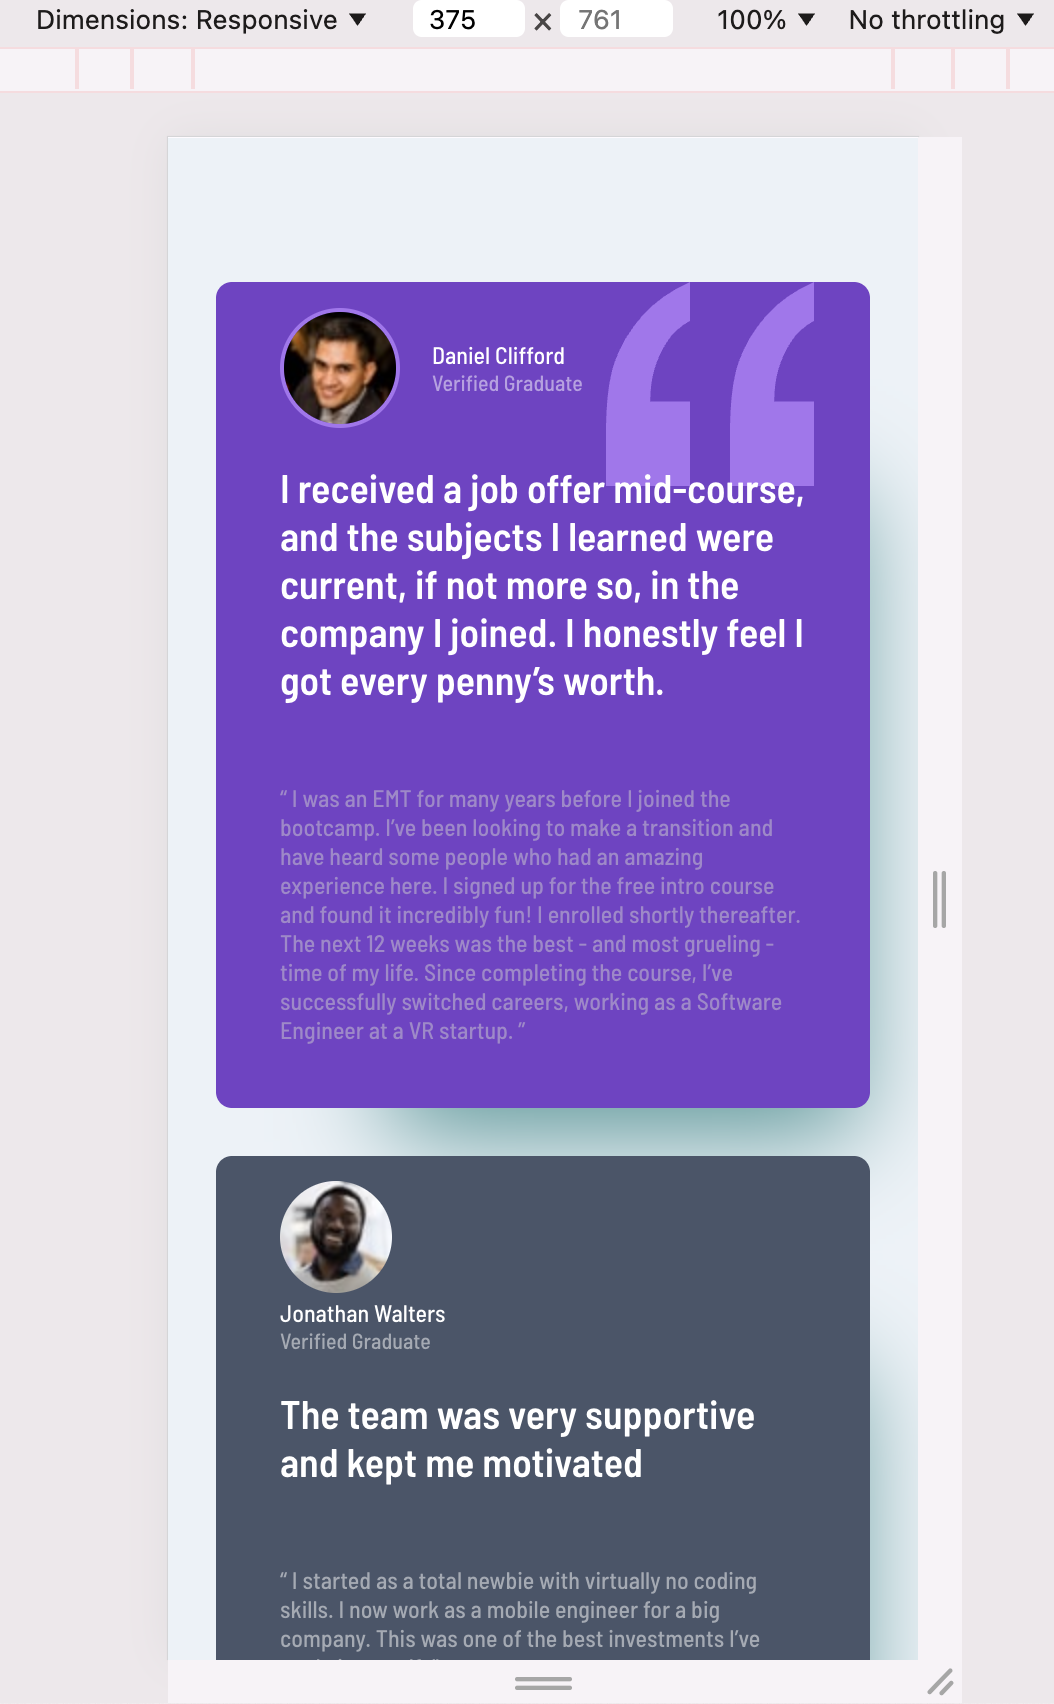 Dimensions: Responsive ▼ 375 × 761 100% ▼ No throttling ▼
Daniel Clifford
Verified Graduate
I received a job offer mid-course,
and the subjects I learned were
current, if not more so, in the
company I joined. I honestly feel I
got every penny’s worth.
“ I was an EMT for many years before I joined the
bootcamp. I’ve been looking to make a transition and
have heard some people who had an amazing
experience here. I signed up for the free intro course
and found it incredibly fun! I enrolled shortly thereafter.
The next 12 weeks was the best - and most grueling -
time of my life. Since completing the course, I’ve
successfully switched careers, working as a Software
Engineer at a VR startup. ”
Jonathan Walters
Verified Graduate
The team was very supportive
and kept me motivated
“ I started as a total newbie with virtually no coding
skills. I now work as a mobile engineer for a big
company. This was one of the best investments I’ve